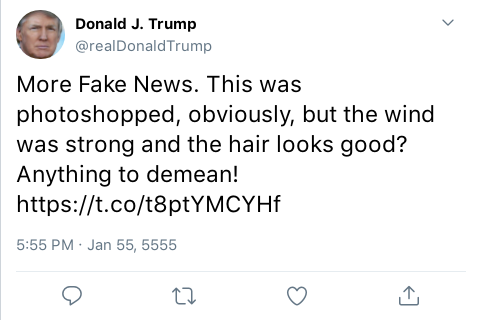 Donald J. Trump
@realDonaldTrump
More Fake News. This was
photoshopped, obviously, but the wind
was strong and the hair looks good?
Anything to demean!
https://t.co/t8ptYMCYHf
5:55 PM · Jan 55, 5555